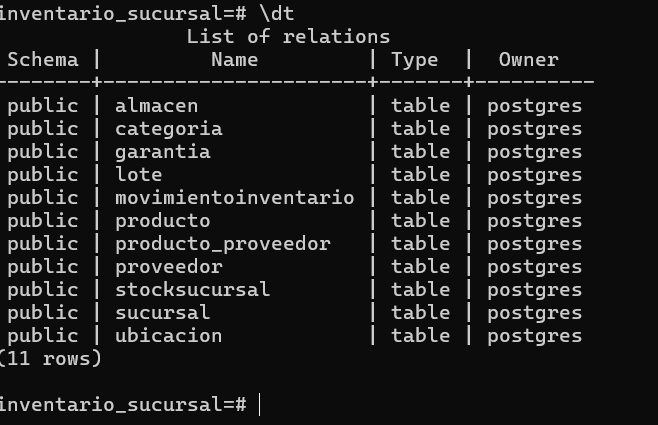 inventario_sucursal=# \dt
List of relations
Schema | Name | Type | Owner
--------+----------------------+-------+----------
public | almacen | table | postgres
public | categoria | table | postgres
public | garantia | table | postgres
public | lote | table | postgres
public | movimientoinventario | table | postgres
public | producto | table | postgres
public | producto_proveedor | table | postgres
public | proveedor | table | postgres
public | stocksucursal | table | postgres
public | sucursal | table | postgres
public | ubicacion | table | postgres
(11 rows)
inventario_sucursal=#